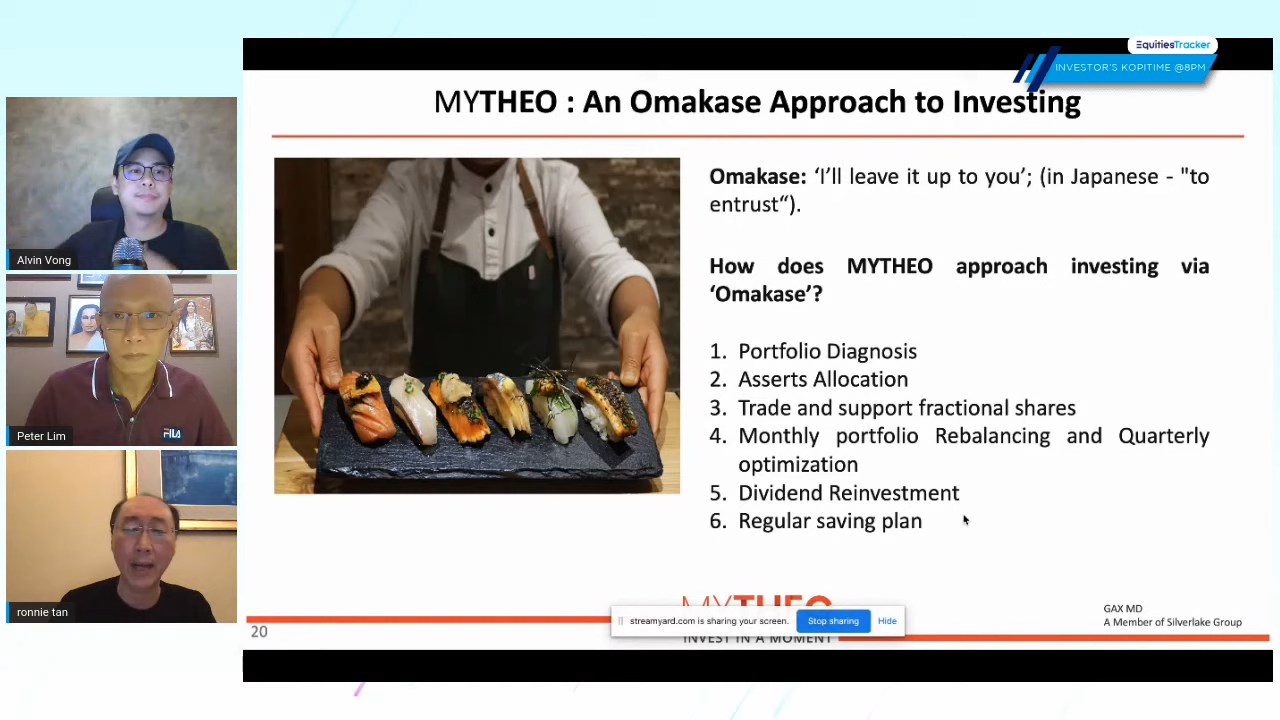 EquitiesTracker
INVESTOR'S KOPITIME @8PM
MYTHEO : An Omakase Approach to Investing
Omakase: ‘I’ll leave it up to you’; (in Japanese - "to
entrust“).
How does MYTHEO approach investing via
‘Omakase’?
1. Portfolio Diagnosis
2. Asserts Allocation
3. Trade and support fractional shares
4. Monthly portfolio Rebalancing and Quarterly
optimization
5. Dividend Reinvestment
6. Regular saving plan
Alvin Vong
Peter Lim
FILA
ronnie tan
MYTHEO
streamyard.com is sharing your screen. Stop sharing Hide
INVEST IN A MOMENT
GAX MD
A Member of Silverlake Group
20